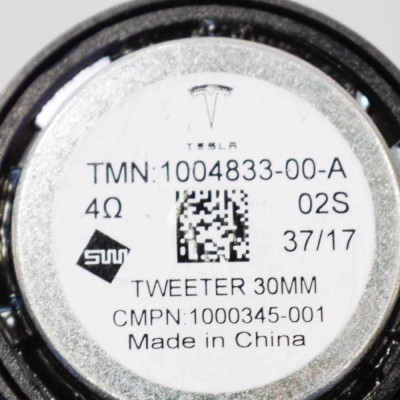 TESLA
TMN:1004833-00-A
4Ω 02S
37/17
SW
TWEETER 30MM
CMPN:1000345-001
Made in China